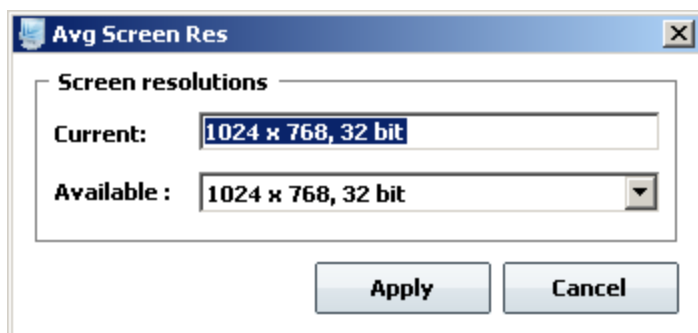 Avg Screen Res
Screen resolutions
Current: 1024 x 768, 32 bit
Available : 1024 x 768, 32 bit
Apply Cancel